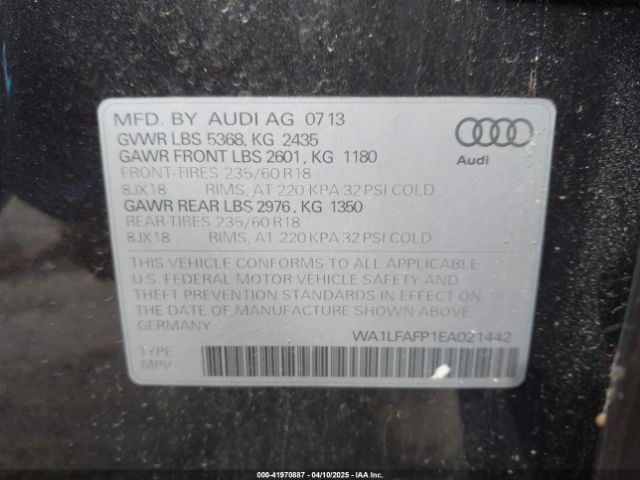 MFD. BY AUDI AG 0713
GVWR LBS 5368, KG 2435
GAWR FRONT LBS 2601, KG 1180
FRONT-TIRES 235/60 R18
8JX18 RIMS, AT 220 KPA 32 PSI COLD
GAWR REAR LBS 2976, KG 1350
REAR-TIRES 235/60 R18
8JX18 RIMS, AT 220 KPA 32 PSI COLD
Audi
THIS VEHICLE CONFORMS TO ALL APPLICABLE
U.S. FEDERAL MOTOR VEHICLE SAFETY AND
THEFT PREVENTION STANDARDS IN EFFECT ON
THE DATE OF MANUFACTURE SHOWN ABOVE
GERMANY WA1LFAFP1EA021442
TYPE
MPV
000-41970887 - 04/10/2025 - IAA Inc.